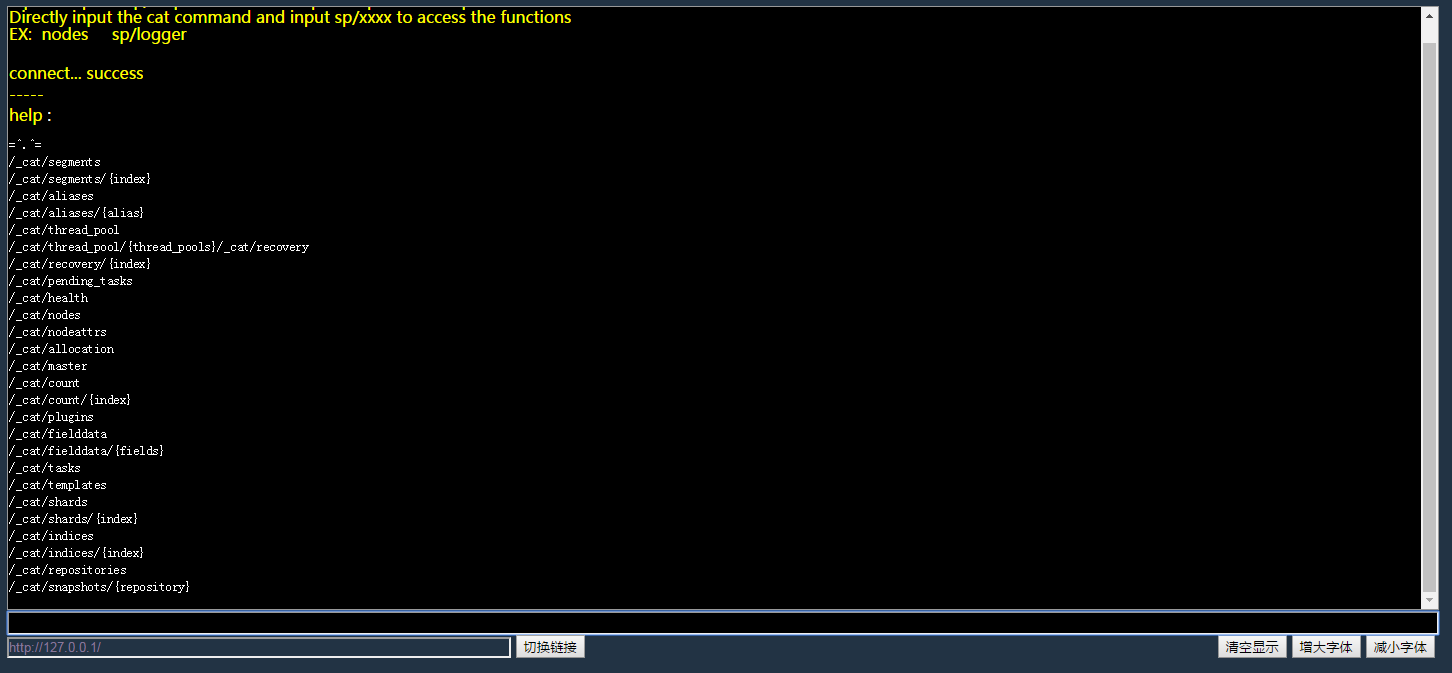 Directly input the cat command and input sp/xxxx to access the functions
EX:  nodes     sp/logger
connect... success
-----
help :
=^.^=
/_cat/segments
/_cat/segments/{index}
/_cat/aliases
/_cat/aliases/{alias}
/_cat/thread_pool
/_cat/thread_pool/{thread_pools}/_cat/recovery
/_cat/recovery/{index}
/_cat/pending_tasks
/_cat/health
/_cat/nodes
/_cat/nodeattrs
/_cat/allocation
/_cat/master
/_cat/count
/_cat/count/{index}
/_cat/plugins
/_cat/fielddata
/_cat/fielddata/{fields}
/_cat/tasks
/_cat/templates
/_cat/shards
/_cat/shards/{index}
/_cat/indices
/_cat/indices/{index}
/_cat/repositories
/_cat/snapshots/{repository}
http://127.0.0.1/ 切换链接 清空显示 增大字体 减小字体